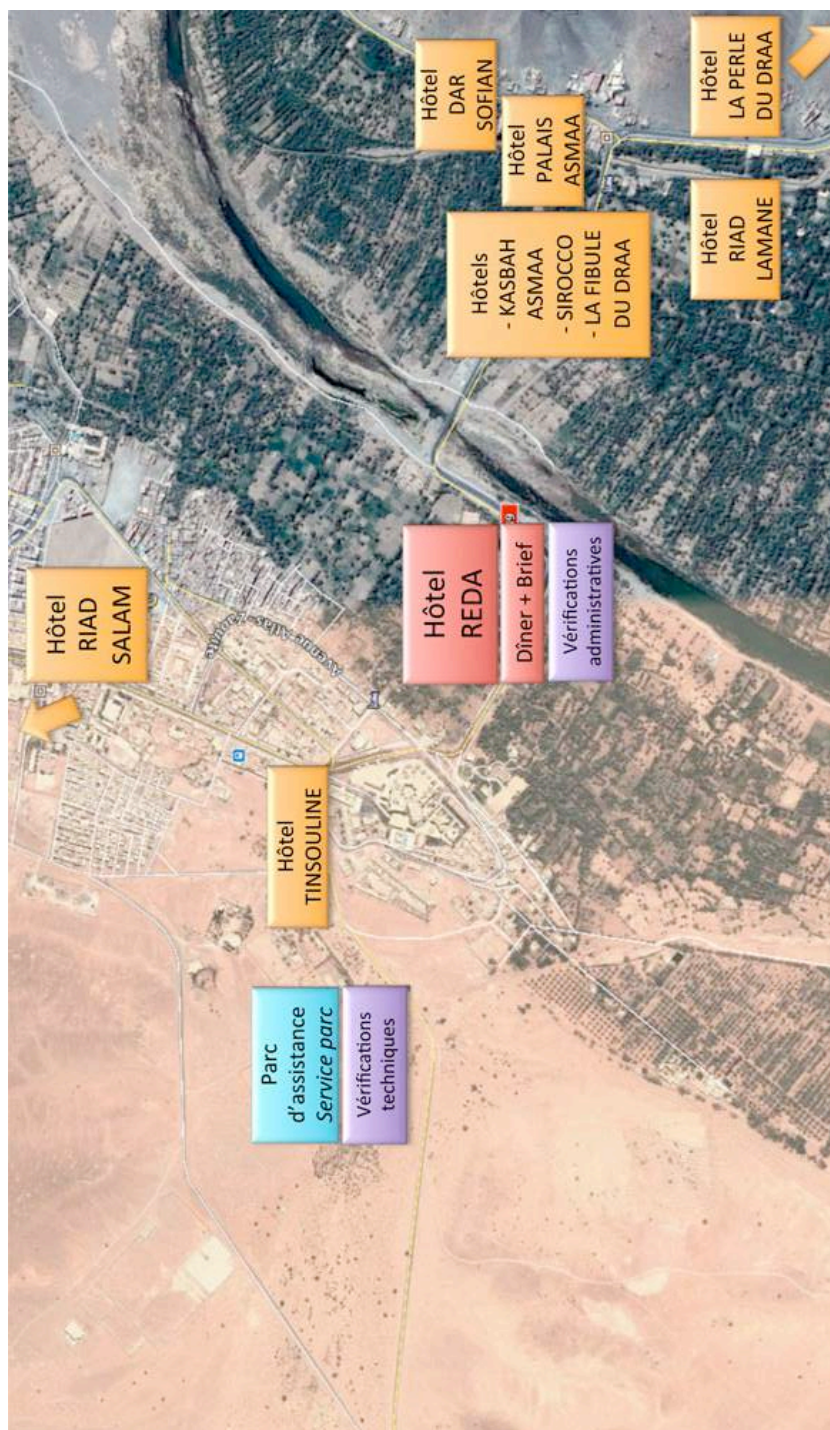 Hôtel
RIAD
SALAM
Avenue Atlas
Parc
d'assistance
Service parc
Vérifications
techniques
Hôtel
TINSOULINE
Hôtel
REDA
Dîner + Brief
Vérifications
administratives
Hôtels
- KASBAH
ASMAA
- SIROCCO
- LA FIBULE
DU DRAA
Hôtel
DAR
SOFIAN
Hôtel
PALAIS
ASMAA
Hôtel
RIAD
LAMANE
Hôtel
LA PERLE
DU DRAA